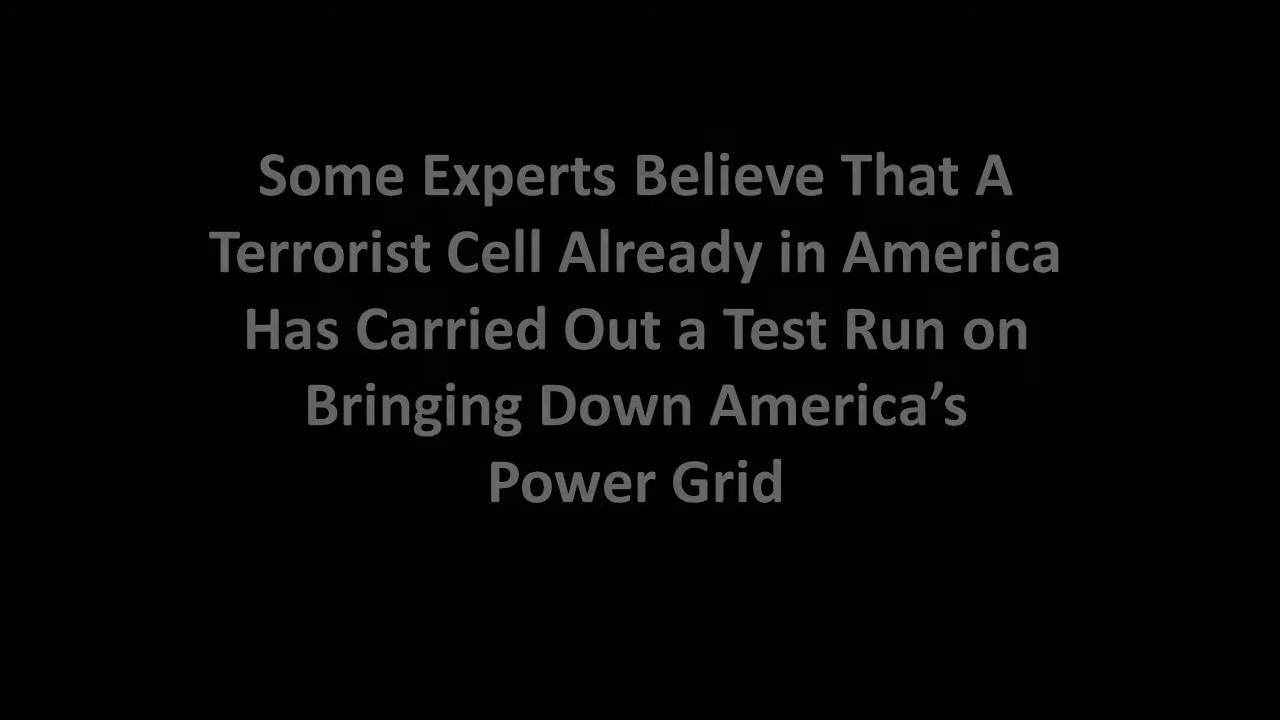 Some Experts Believe That A
Terrorist Cell Already in America
Has Carried Out a Test Run on
Bringing Down America’s
Power Grid